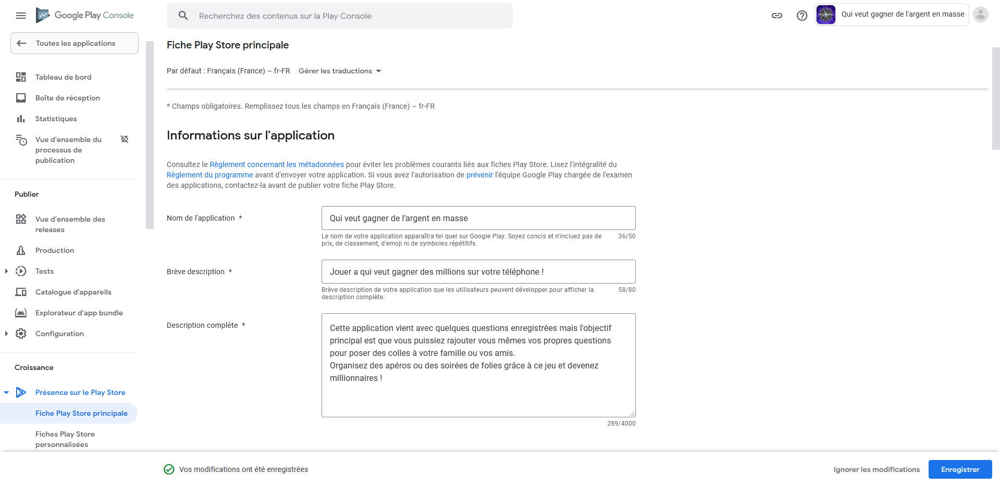 Google Play Console
Recherchez des contenus sur la Play Console
Qui veut gagner de l'argent en masse
Toutes les applications
Tableau de bord
Boîte de réception
Statistiques
Vue d'ensemble du
processus de
publication
Publier
Vue d'ensemble des
releases
Production
Tests
Catalogue d'appareils
Explorateur d'app bundle
Configuration
Croissance
Présence sur le Play Store
Fiche Play Store principale
Fiches Play Store
personnalisées
Fiche Play Store principale
Par défaut : Français (France) – fr-FR Gérer les traductions
* Champs obligatoires. Remplissez tous les champs en Français (France) – fr-FR
Informations sur l'application
Consultez le Règlement concernant les métadonnées pour éviter les problèmes courants liés aux fiches Play Store. Lisez l'intégralité du
Règlement du programme avant d'envoyer votre application. Si vous avez l'autorisation de prévenir l'équipe Google Play chargée de l'examen
des applications, contactez-la avant de publier votre fiche Play Store.
Nom de l'application *
Qui veut gagner de l'argent en masse
Le nom de votre application apparaîtra tel quel sur Google Play. Soyez concis et n'incluez pas de 36/50
prix, de classement, d'emoji ni de symboles répétitifs.
Brève description *
Jouer a qui veut gagner des millions sur votre téléphone !
Brève description de votre application que les utilisateurs peuvent développer pour afficher la 58/80
description complète.
Description complète *
Cette application vient avec quelques questions enregistrées mais l'objectif
principal est que vous puissiez rajouter vous mêmes vos propres questions
pour poser des colles à votre famille ou vos amis.
Organisez des apéros ou des soirées de folies grâce à ce jeu et devenez
millionnaires !
289/4000
Vos modifications ont été enregistrées
Ignorer les modifications
Enregistrer